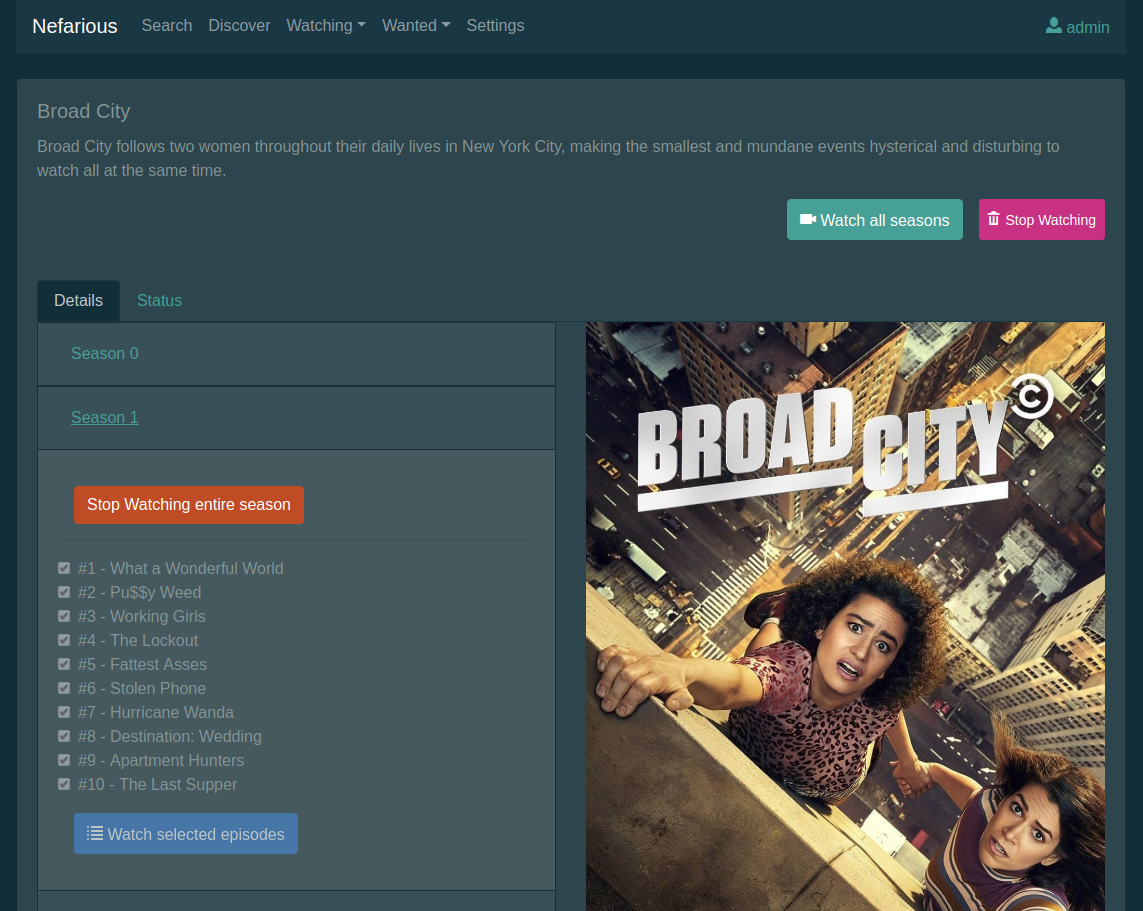 Nefarious Search Discover Watching Wanted Settings admin
Broad City
Broad City follows two women throughout their daily lives in New York City, making the smallest and mundane events hysterical and disturbing to
watch all at the same time.
Watch all seasons Stop Watching
Details Status
Season 0
Season 1
Stop Watching entire season
#1 - What a Wonderful World
#2 - Pu$$y Weed
#3 - Working Girls
#4 - The Lockout
#5 - Fattest Asses
#6 - Stolen Phone
#7 - Hurricane Wanda
#8 - Destination: Wedding
#9 - Apartment Hunters
#10 - The Last Supper
Watch selected episodes
BROAD CITY